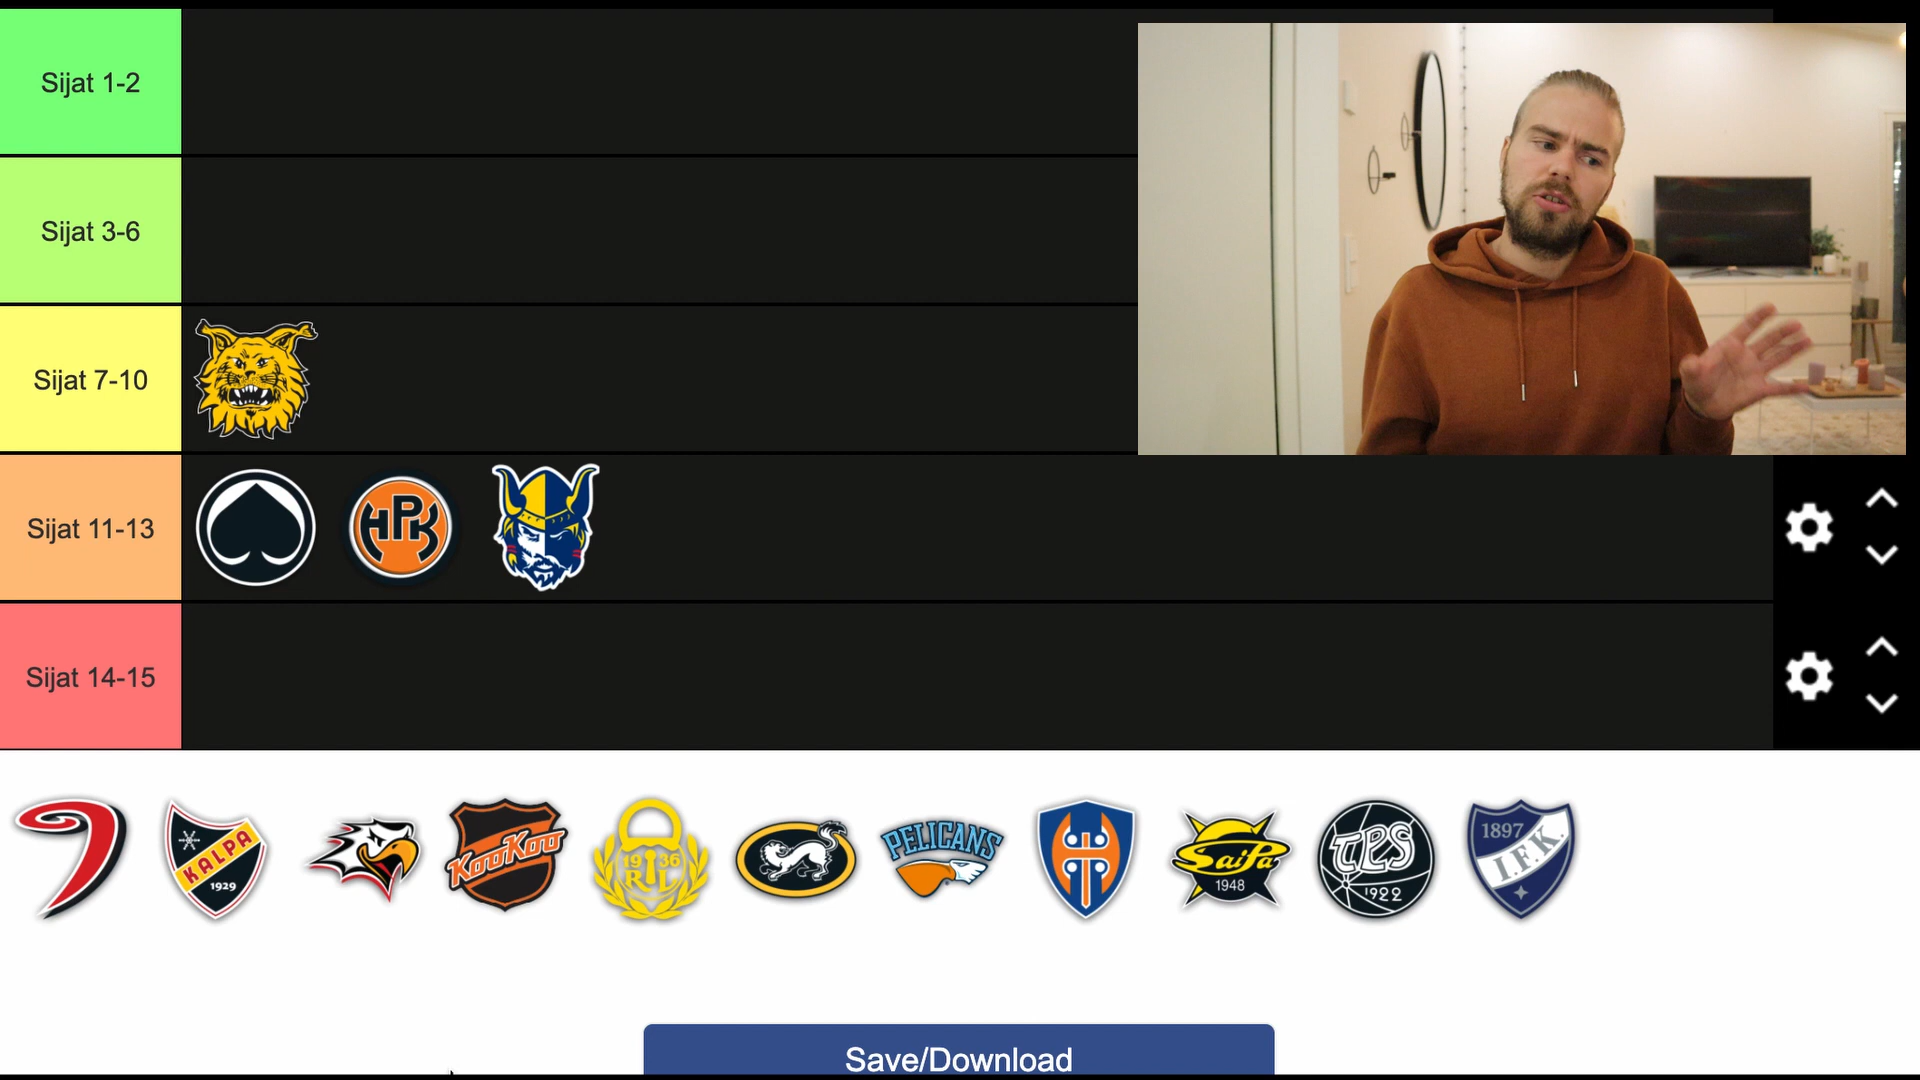 Sijat 1-2
Sijat 3-6
Sijat 7-10
Sijat 11-13
HPK
Sijat 14-15
KALPA
1929
KooKoo
19 36
R L
PELICANS
SaiPa
1948
TPS
1922
1897
I.F.K.
Save/Download